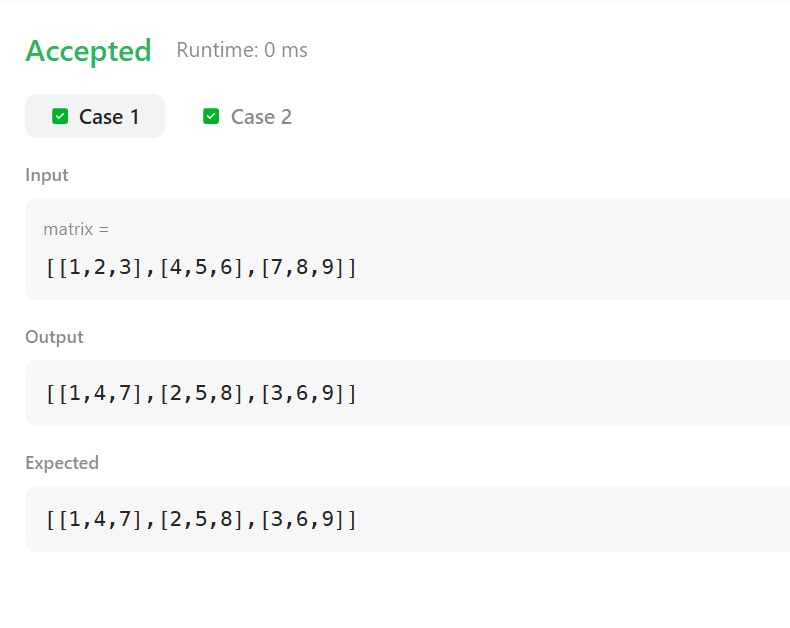 Accepted Runtime: 0 ms
Case 1 Case 2
Input
matrix =
[[1,2,3],[4,5,6],[7,8,9]]
Output
[[1,4,7],[2,5,8],[3,6,9]]
Expected
[[1,4,7],[2,5,8],[3,6,9]]